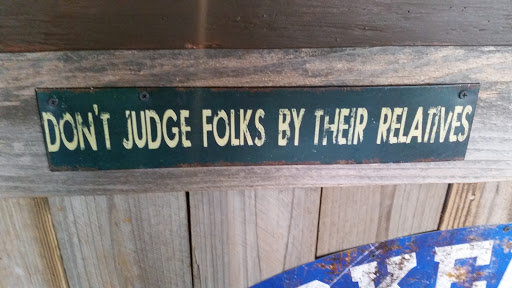 DON'T JUDGE FOLKS BY THEIR RELATIVES